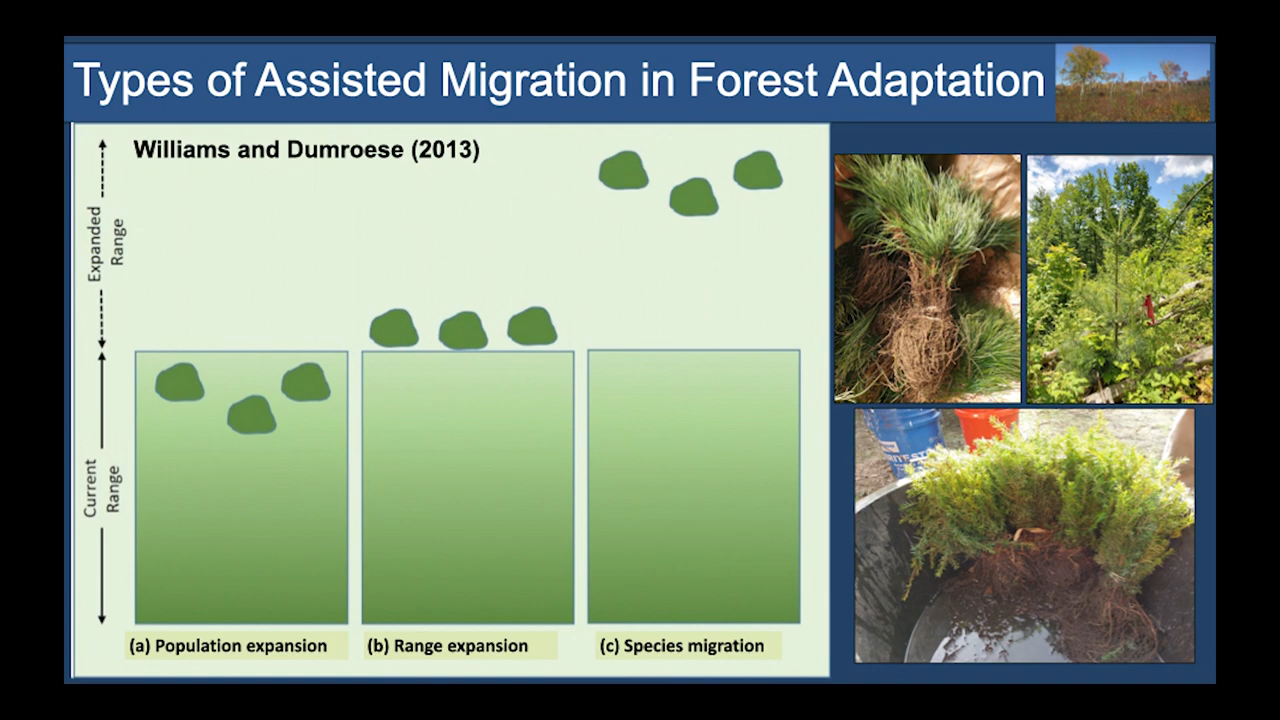 Types of Assisted Migration in Forest Adaptation
Williams and Dumroese (2013)
Expanded
Range
Current
Range
(a) Population expansion
(b) Range expansion
(c) Species migration